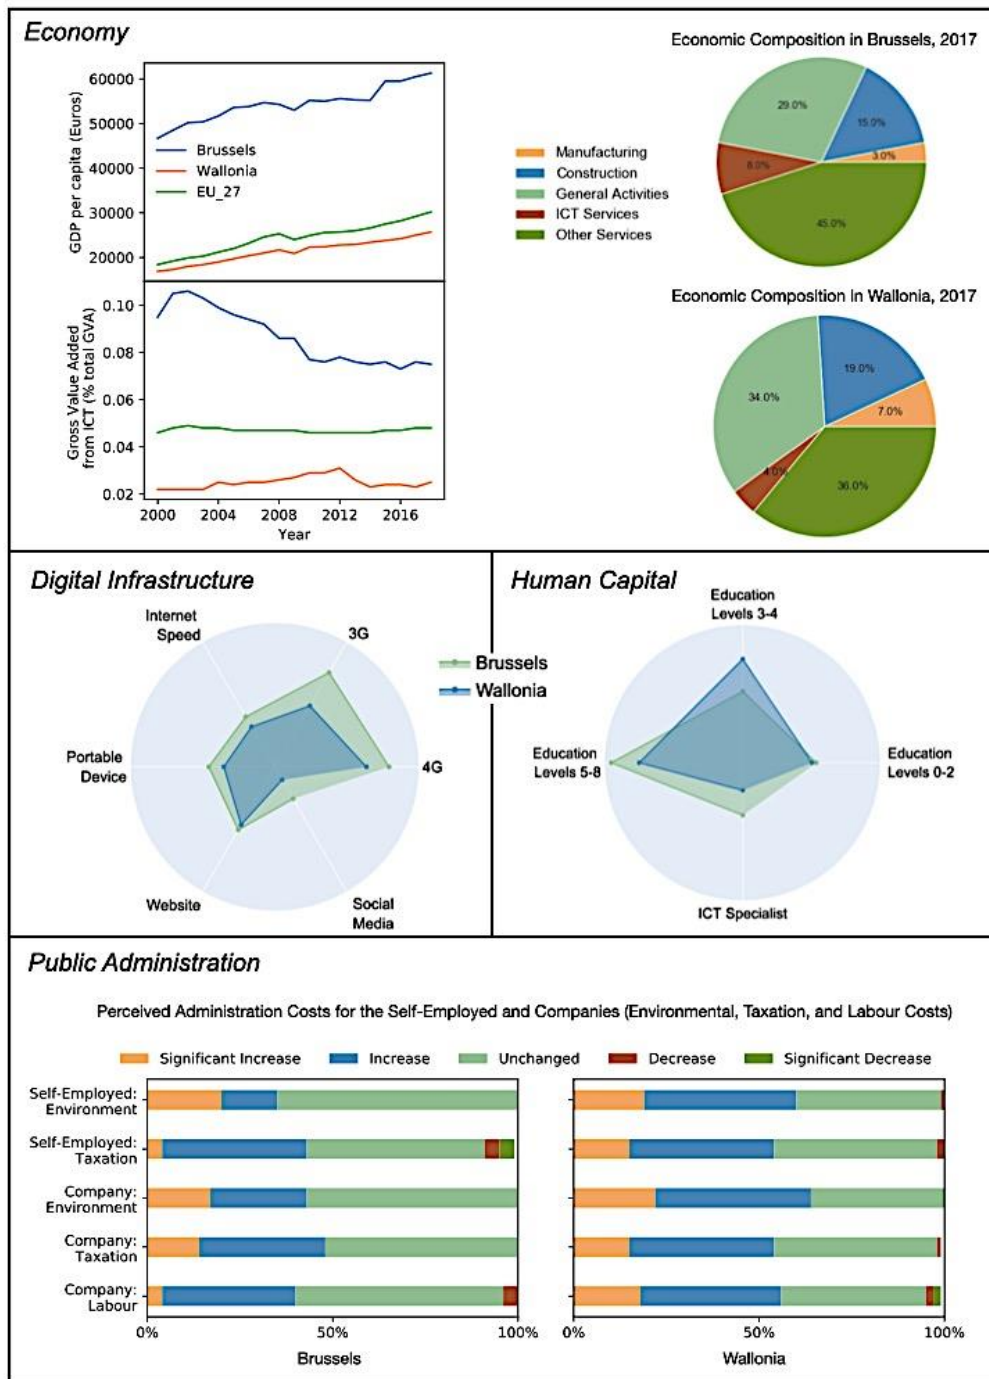 Economy
GDP per capita (Euros)
60000
50000
40000
30000
20000
Brussels
Wallonia
EU_27
Gross Value Added
from ICT (% total GVA)
0.10
0.08
0.06
0.04
0.02
2000
2004
2008
2012
2016
Year
Economic Composition in Brussels, 2017
29.0%
15.0%
3.0%
8.0%
45.0%
Manufacturing
Construction
General Activities
ICT Services
Other Services
Economic Composition in Wallonia, 2017
19.0%
34.0%
7.0%
4.0%
36.0%
Digital Infrastructure
Internet
Speed
3G
Portable
Device
4G
Website
Social
Media
Brussels
Wallonia
Human Capital
Education
Levels 3-4
Education
Levels 5-8
Education
Levels 0-2
ICT Specialist
Public Administration
Perceived Administration Costs for the Self-Employed and Companies (Environmental, Taxation, and Labour Costs)
Significant Increase
Increase
Unchanged
Decrease
Significant Decrease
Self-Employed:
Environment
Self-Employed:
Taxation
Company:
Environment
Company:
Taxation
Company:
Labour
0%
50%
100%
Brussels
0%
50%
100%
Wallonia